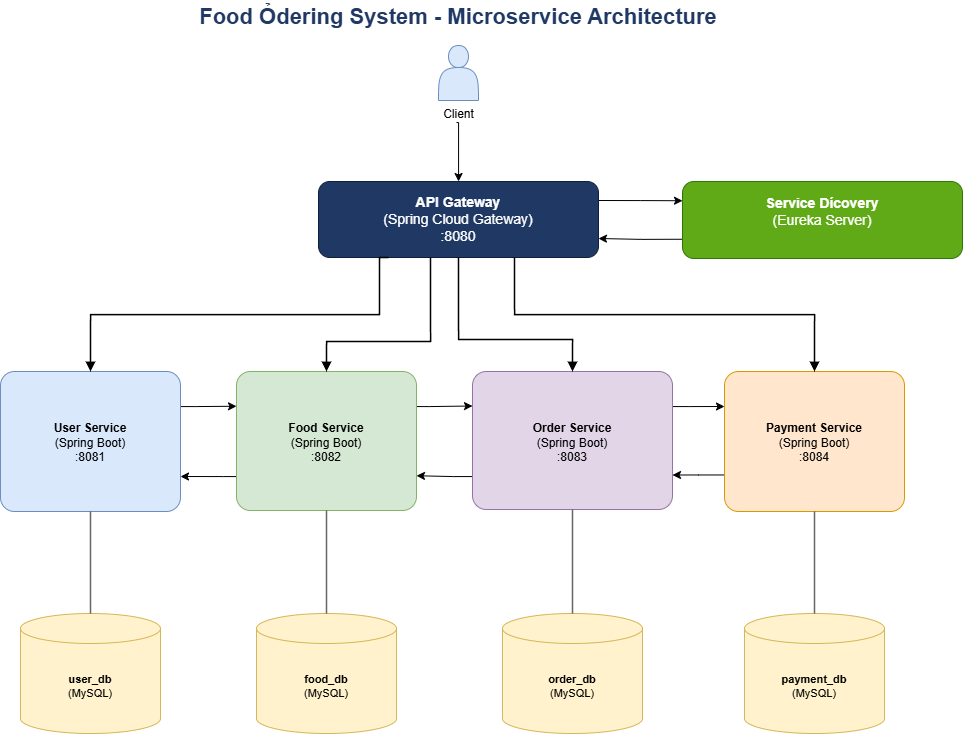 Food Ỏdering System - Microservice Architecture
Client
API Gateway
(Spring Cloud Gateway)
:8080
Service Dicovery
(Eureka Server)
User Service
(Spring Boot)
:8081
Food Service
(Spring Boot)
:8082
Order Service
(Spring Boot)
:8083
Payment Service
(Spring Boot)
:8084
user_db
(MySQL)
food_db
(MySQL)
order_db
(MySQL)
payment_db
(MySQL)